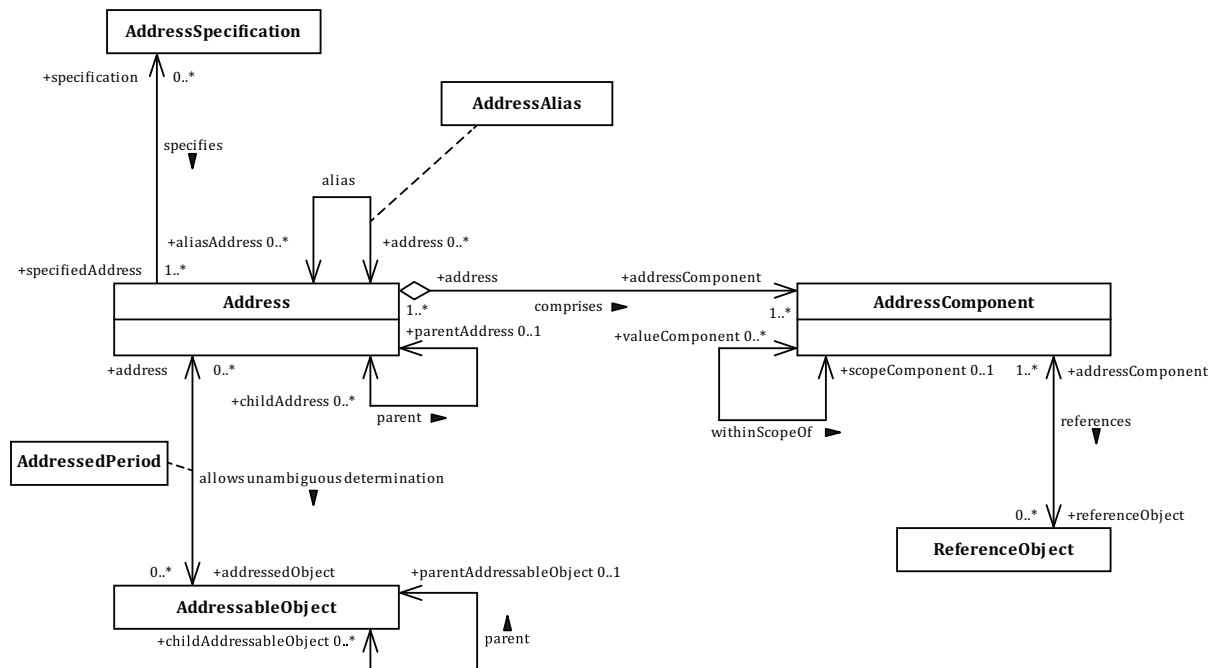 AddressSpecification
+specification 0..*
AddressAlias
specifies
alias
+aliasAddress 0..*
+address 0..*
+specifiedAddress 1..*
Address
+address
+addressComponent
AddressComponent
1..*
comprises
1..*
+parentAddress 0..1
+valueComponent 0..*
+address 0..*
+scopeComponent 0..1
1..* +addressComponent
+childAddress 0..*
parent
withinScopeOf
references
AddressedPeriod
allows unambiguous determination
0..* +referenceObject
ReferenceObject
0..* +addressedObject
+parentAddressableObject 0..1
AddressableObject
+childAddressableObject 0..*
parent